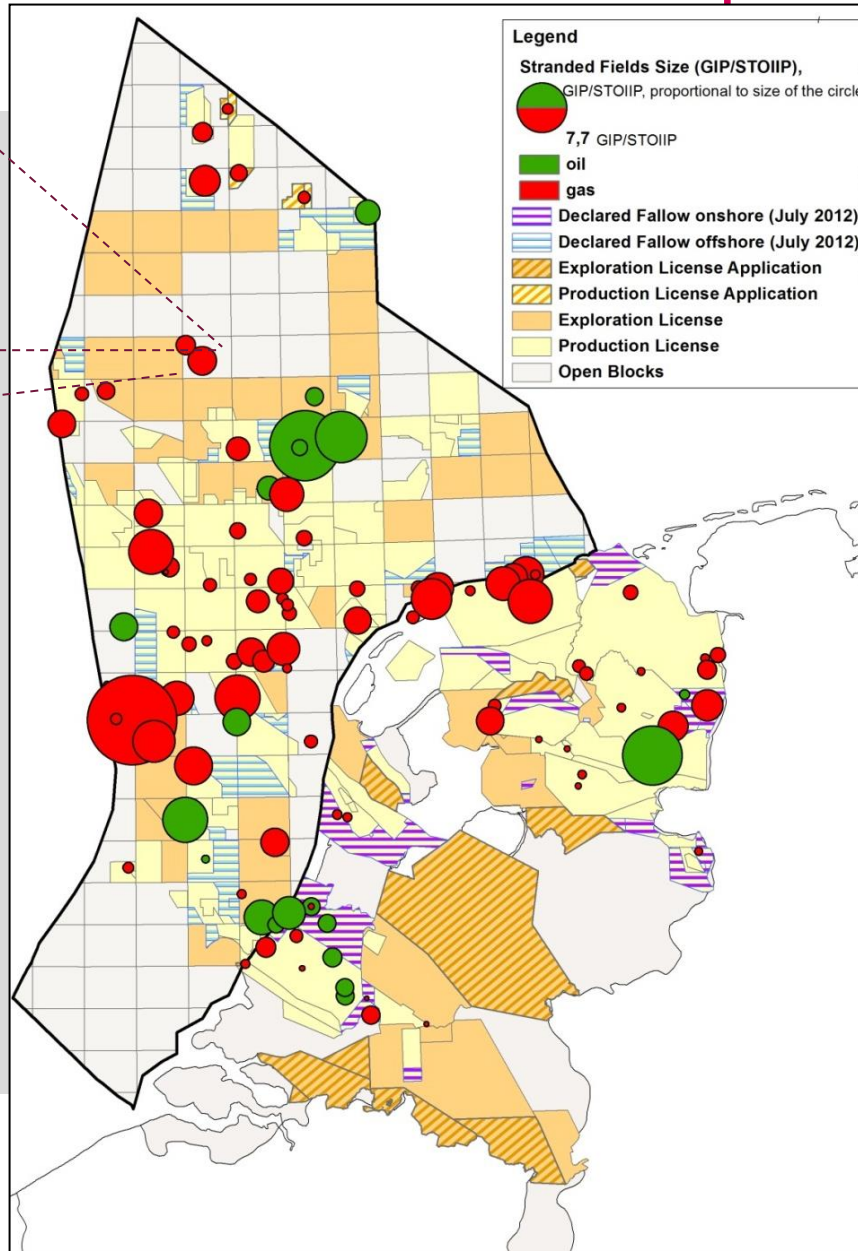 Legend
Stranded Fields Size (GIP/STOIIP),
GIP/STOIIP, proportional to size of the circle
7,7 GIP/STOIIP
oil
gas
Declared Fallow onshore (July 2012)
Declared Fallow offshore (July 2012)
Exploration License Application
Production License Application
Exploration License
Production License
Open Blocks